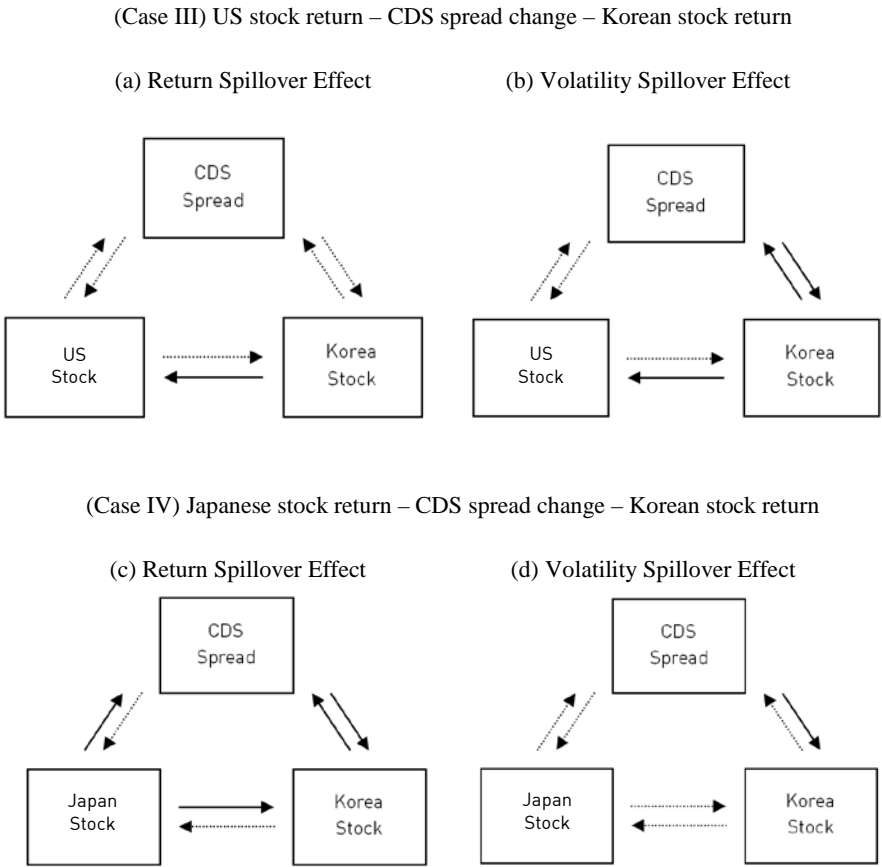 (Case III) US stock return – CDS spread change – Korean stock return
(a) Return Spillover Effect
(b) Volatility Spillover Effect
CDS
Spread
US
Stock
Korea
Stock
CDS
Spread
US
Stock
Korea
Stock
(Case IV) Japanese stock return – CDS spread change – Korean stock return
(c) Return Spillover Effect
(d) Volatility Spillover Effect
CDS
Spread
Japan
Stock
Korea
Stock
CDS
Spread
Japan
Stock
Korea
Stock